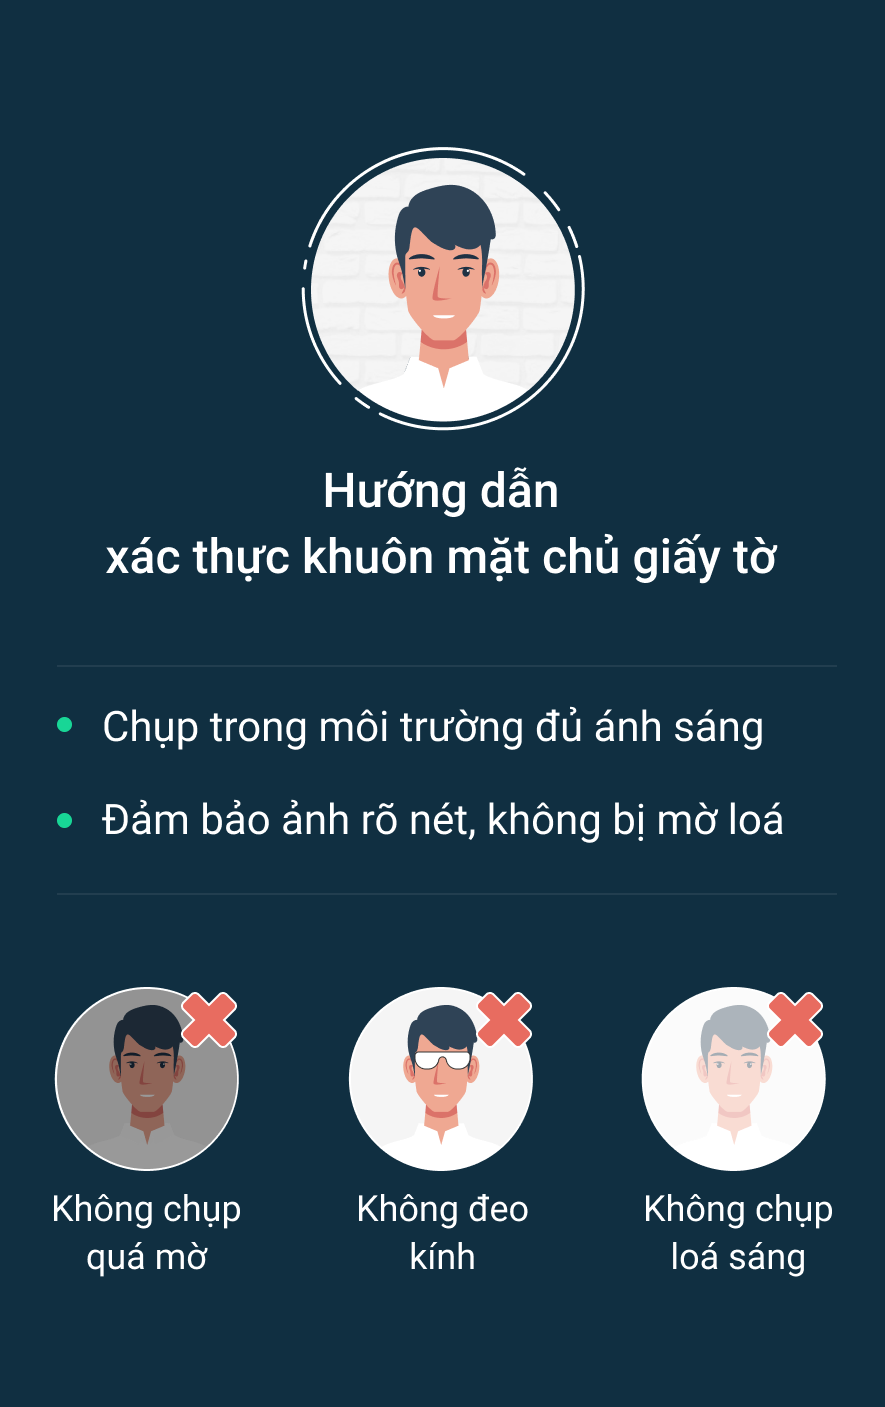 Hướng dẫn
xác thực khuôn mặt chủ giấy tờ
Chụp trong môi trường đủ ánh sáng
Đảm bảo ảnh rõ nét, không bị mờ loá
Không chụp
quá mờ
Không đeo
kính
Không chụp
loá sáng